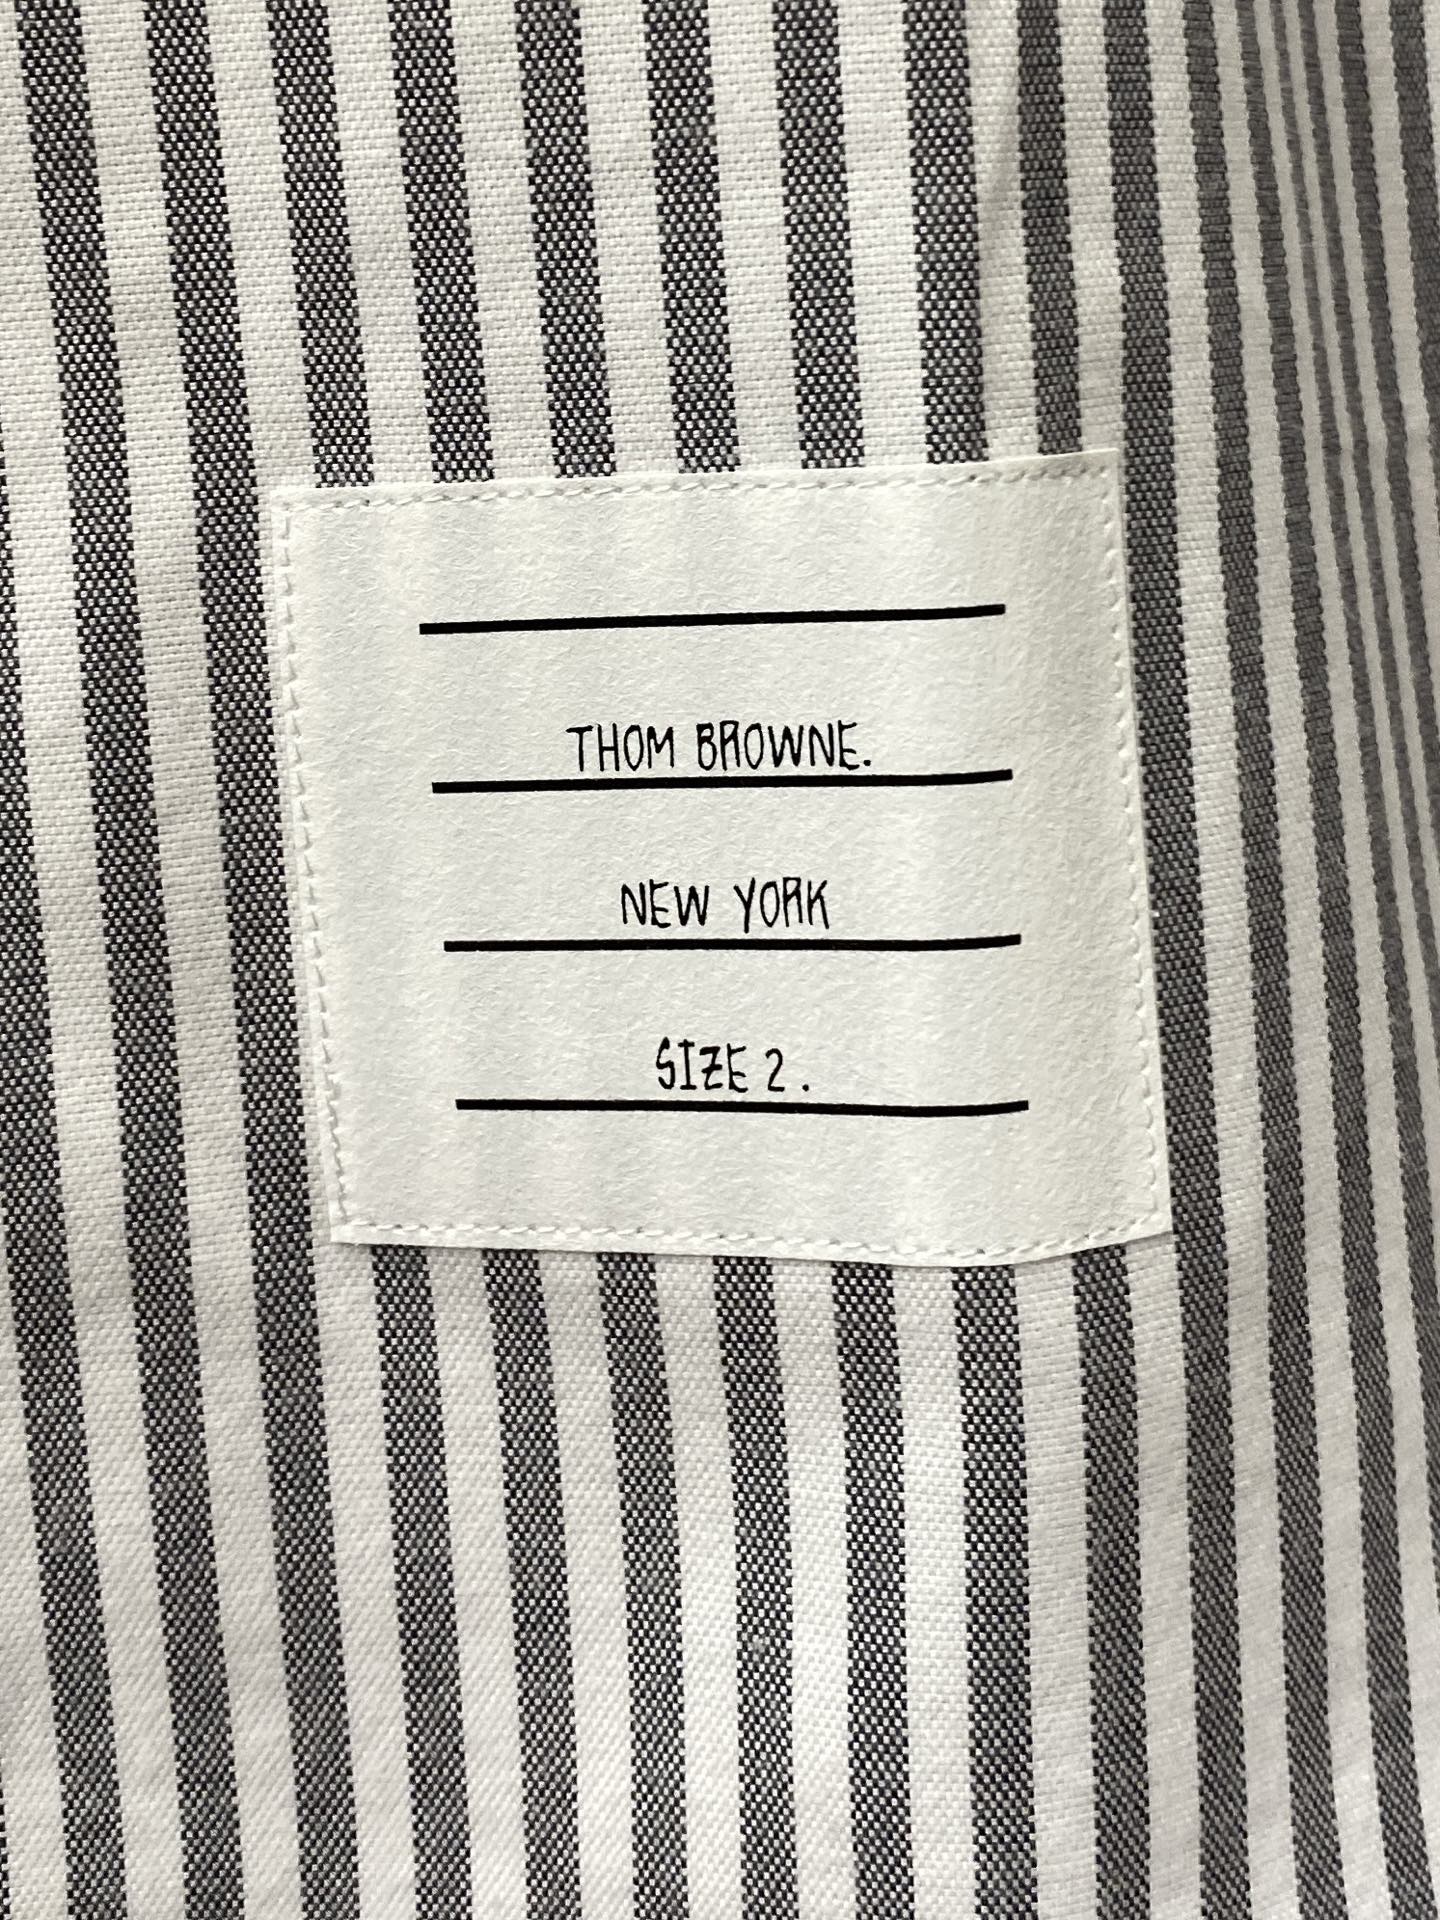 THOM BROWNE.
NEW YORK
SIZE 2.